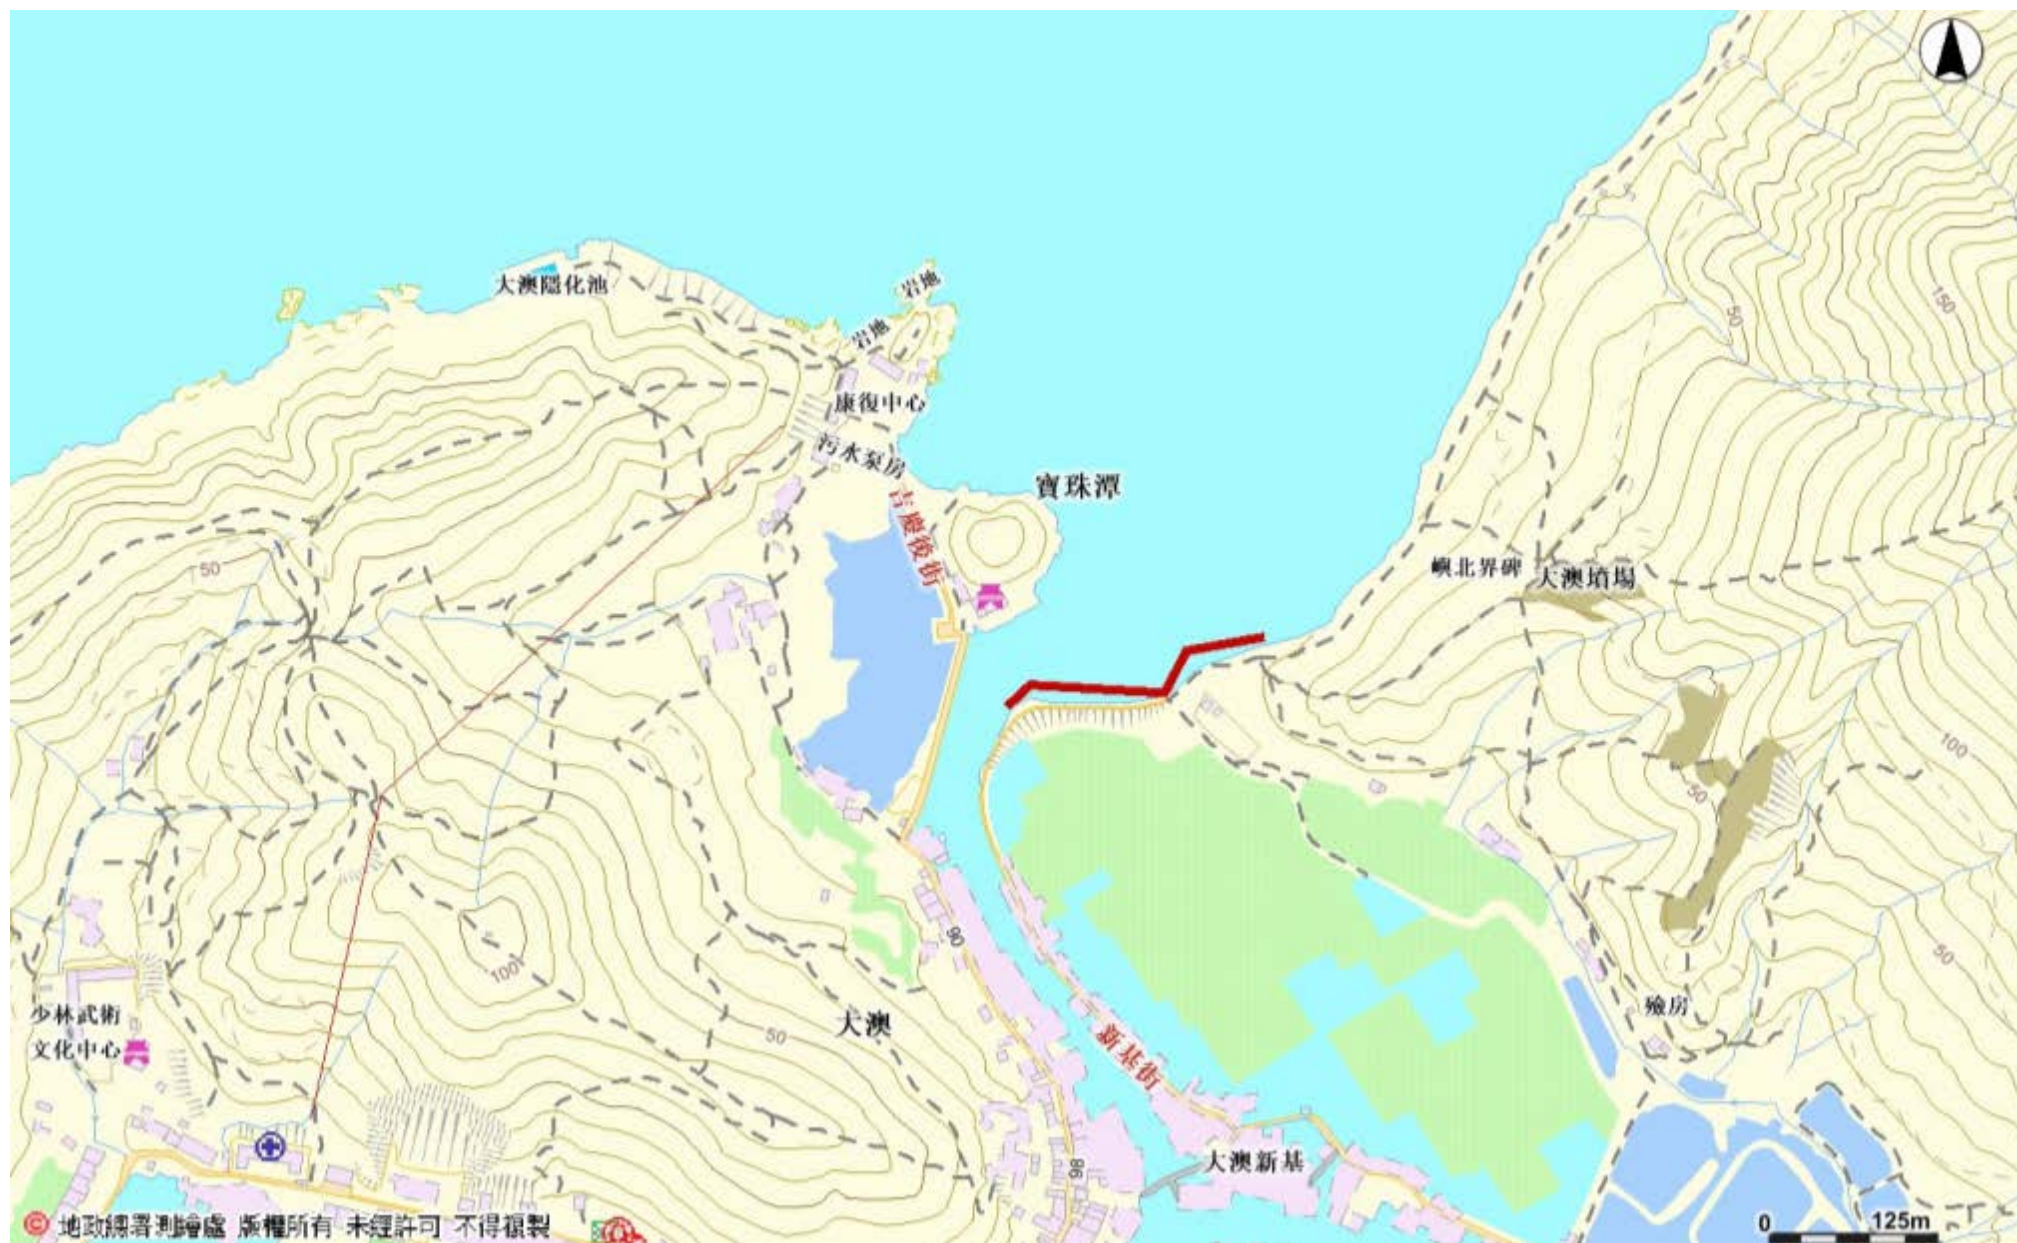 岩地
大澳隱化池
岩地
150
50
康復中心
污水泵房
寶珠潭
吉慶後街
50
嶼北界碑
大澳墳場
100
50
90
50
100
少林武術
文化中心
大澳
50
殮房
新基街
大澳新基
98
© 地政總署測繪處 版權所有 未經許可 不得複製
0 125m